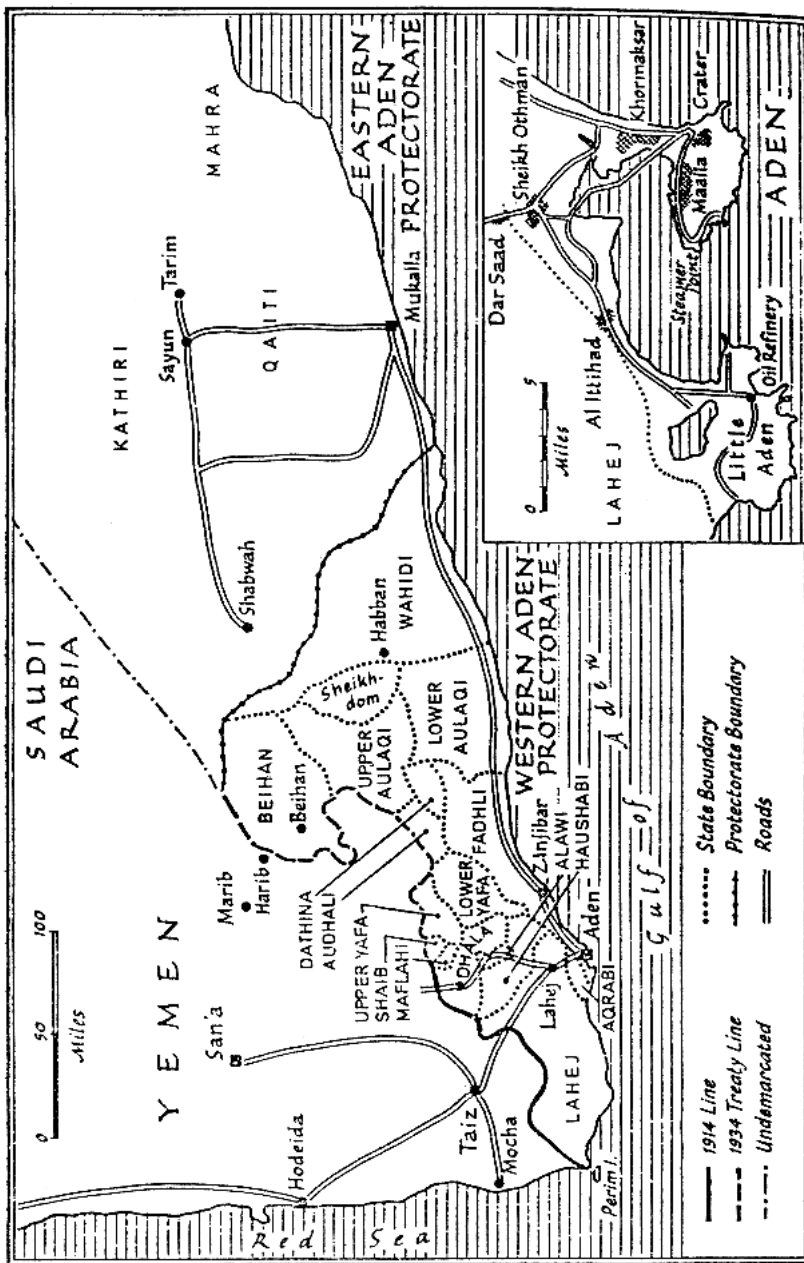 SAUDI
ARABIA
YEMEN
KATHIRI
MAHRA
QAITI
Tarim
Sayun
Shabwah
Mukalla
EASTERN
ADEN
PROTECTORATE
0 50 100
Miles
San'a
Marib
Harib
BEIHAN
Beihan
UPPER
AULAQI
Sheikh-
dom
Habban
WAHIDI
LOWER
AULAQI
DATHINA
AUDHALI
FADHLI
UPPER YAFA
SHAIB
MAFLAHI
LOWER
YAFA
DHALA
Hodeida
Taiz
Mocha
Lahej
LAHEJ
Zinjibar
ALAWI
HAUSHABI
Aden
AQRABI
Perim I.
WESTERN ADEN
PROTECTORATE
Red Sea
Gulf of Aden
1914 Line
1934 Treaty Line
Undemarcated
State Boundary
Protectorate Boundary
Roads
0 5
Miles
LAHEJ
Dar Saad
Sheikh Othman
Al Ittihad
Khormaksar
Crater
Maalla
Steamer
Point
Little
Aden
Oil Refinery
ADEN